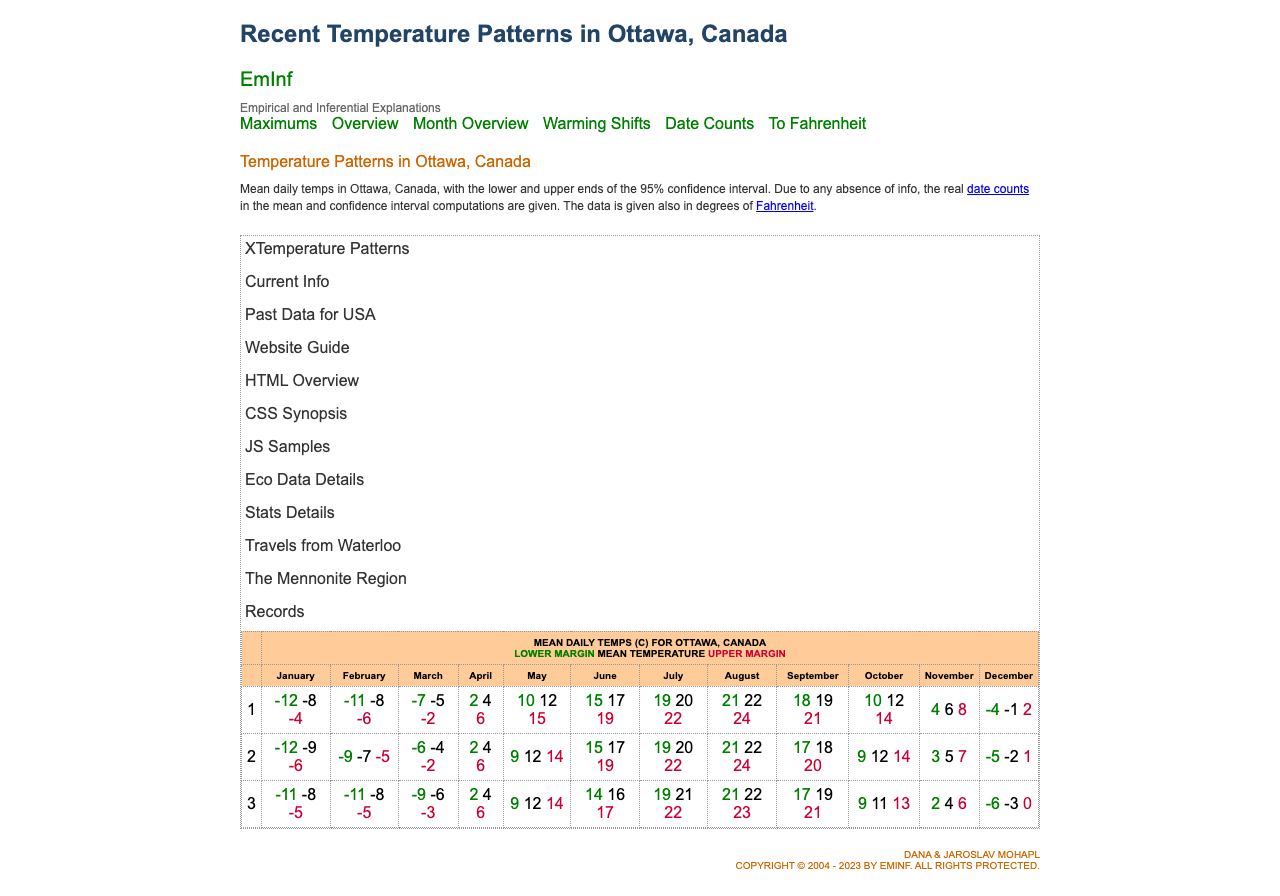 Recent Temperature Patterns in Ottawa, Canada
EmInf
Empirical and Inferential Explanations
Maximums Overview Month Overview Warming Shifts Date Counts To Fahrenheit
Temperature Patterns in Ottawa, Canada
Mean daily temps in Ottawa, Canada, with the lower and upper ends of the 95% confidence interval. Due to any absence of info, the real date counts
in the mean and confidence interval computations are given. The data is given also in degrees of Fahrenheit.
XTemperature Patterns
Current Info
Past Data for USA
Website Guide
HTML Overview
CSS Synopsis
JS Samples
Eco Data Details
Stats Details
Travels from Waterloo
The Mennonite Region
Records
MEAN DAILY TEMPS (C) FOR OTTAWA, CANADA
LOWER MARGIN MEAN TEMPERATURE UPPER MARGIN
January February March April May June July August September October November December
1 -12 -8 -4 -11 -8 -6 -7 -5 -2 2 4 6 10 12 15 15 17 19 19 20 22 21 22 24 18 19 21 10 12 14 4 6 8 -4 -1 2
2 -12 -9 -6 -9 -7 -5 -6 -4 -2 2 4 6 9 12 14 15 17 19 19 20 22 21 22 24 17 18 20 9 12 14 3 5 7 -5 -2 1
3 -11 -8 -5 -11 -8 -5 -9 -6 -3 2 4 6 9 12 14 14 16 17 19 21 22 21 22 23 17 19 21 9 11 13 2 4 6 -6 -3 0
DANA & JAROSLAV MOHAPL
COPYRIGHT © 2004 - 2023 BY EMINF. ALL RIGHTS PROTECTED.